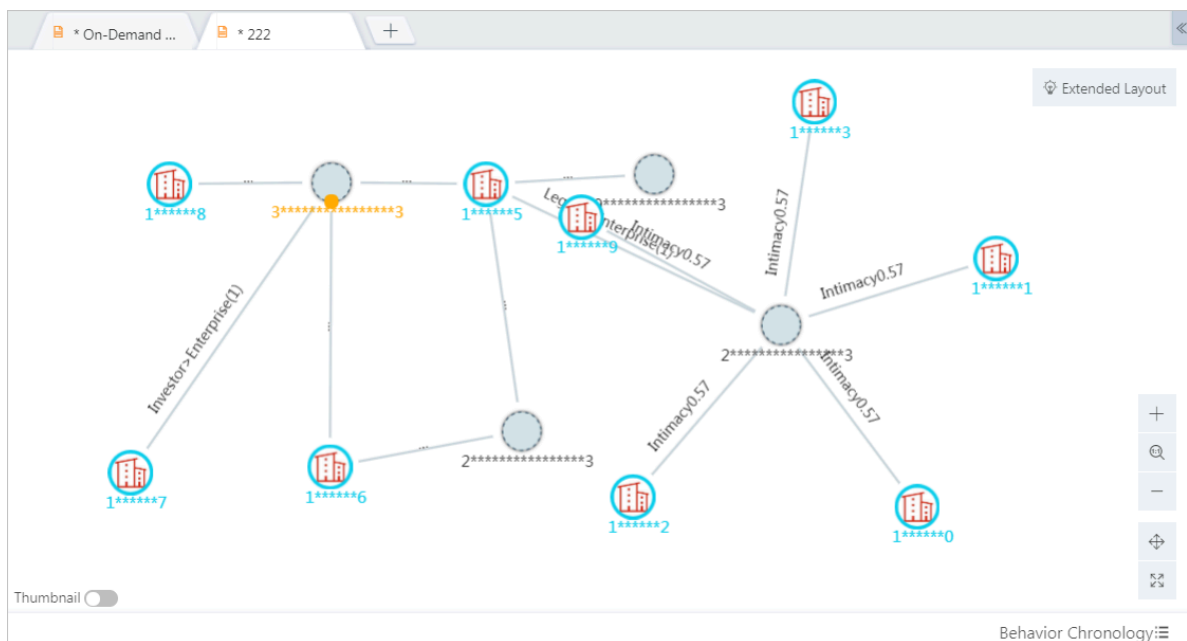 * On-Demand ...
* 222
Extended Layout
1******3
1******8
3****************3
1******5
****************3
1******9
Intimacy0.57
Intimacy0.57
Intimacy0.57
1******1
2****************3
Investor>Enterprise(1)
Intimacy0.57
Intimacy0.57
1******7
1******6
2****************3
1******2
1******0
Thumbnail
Behavior Chronology